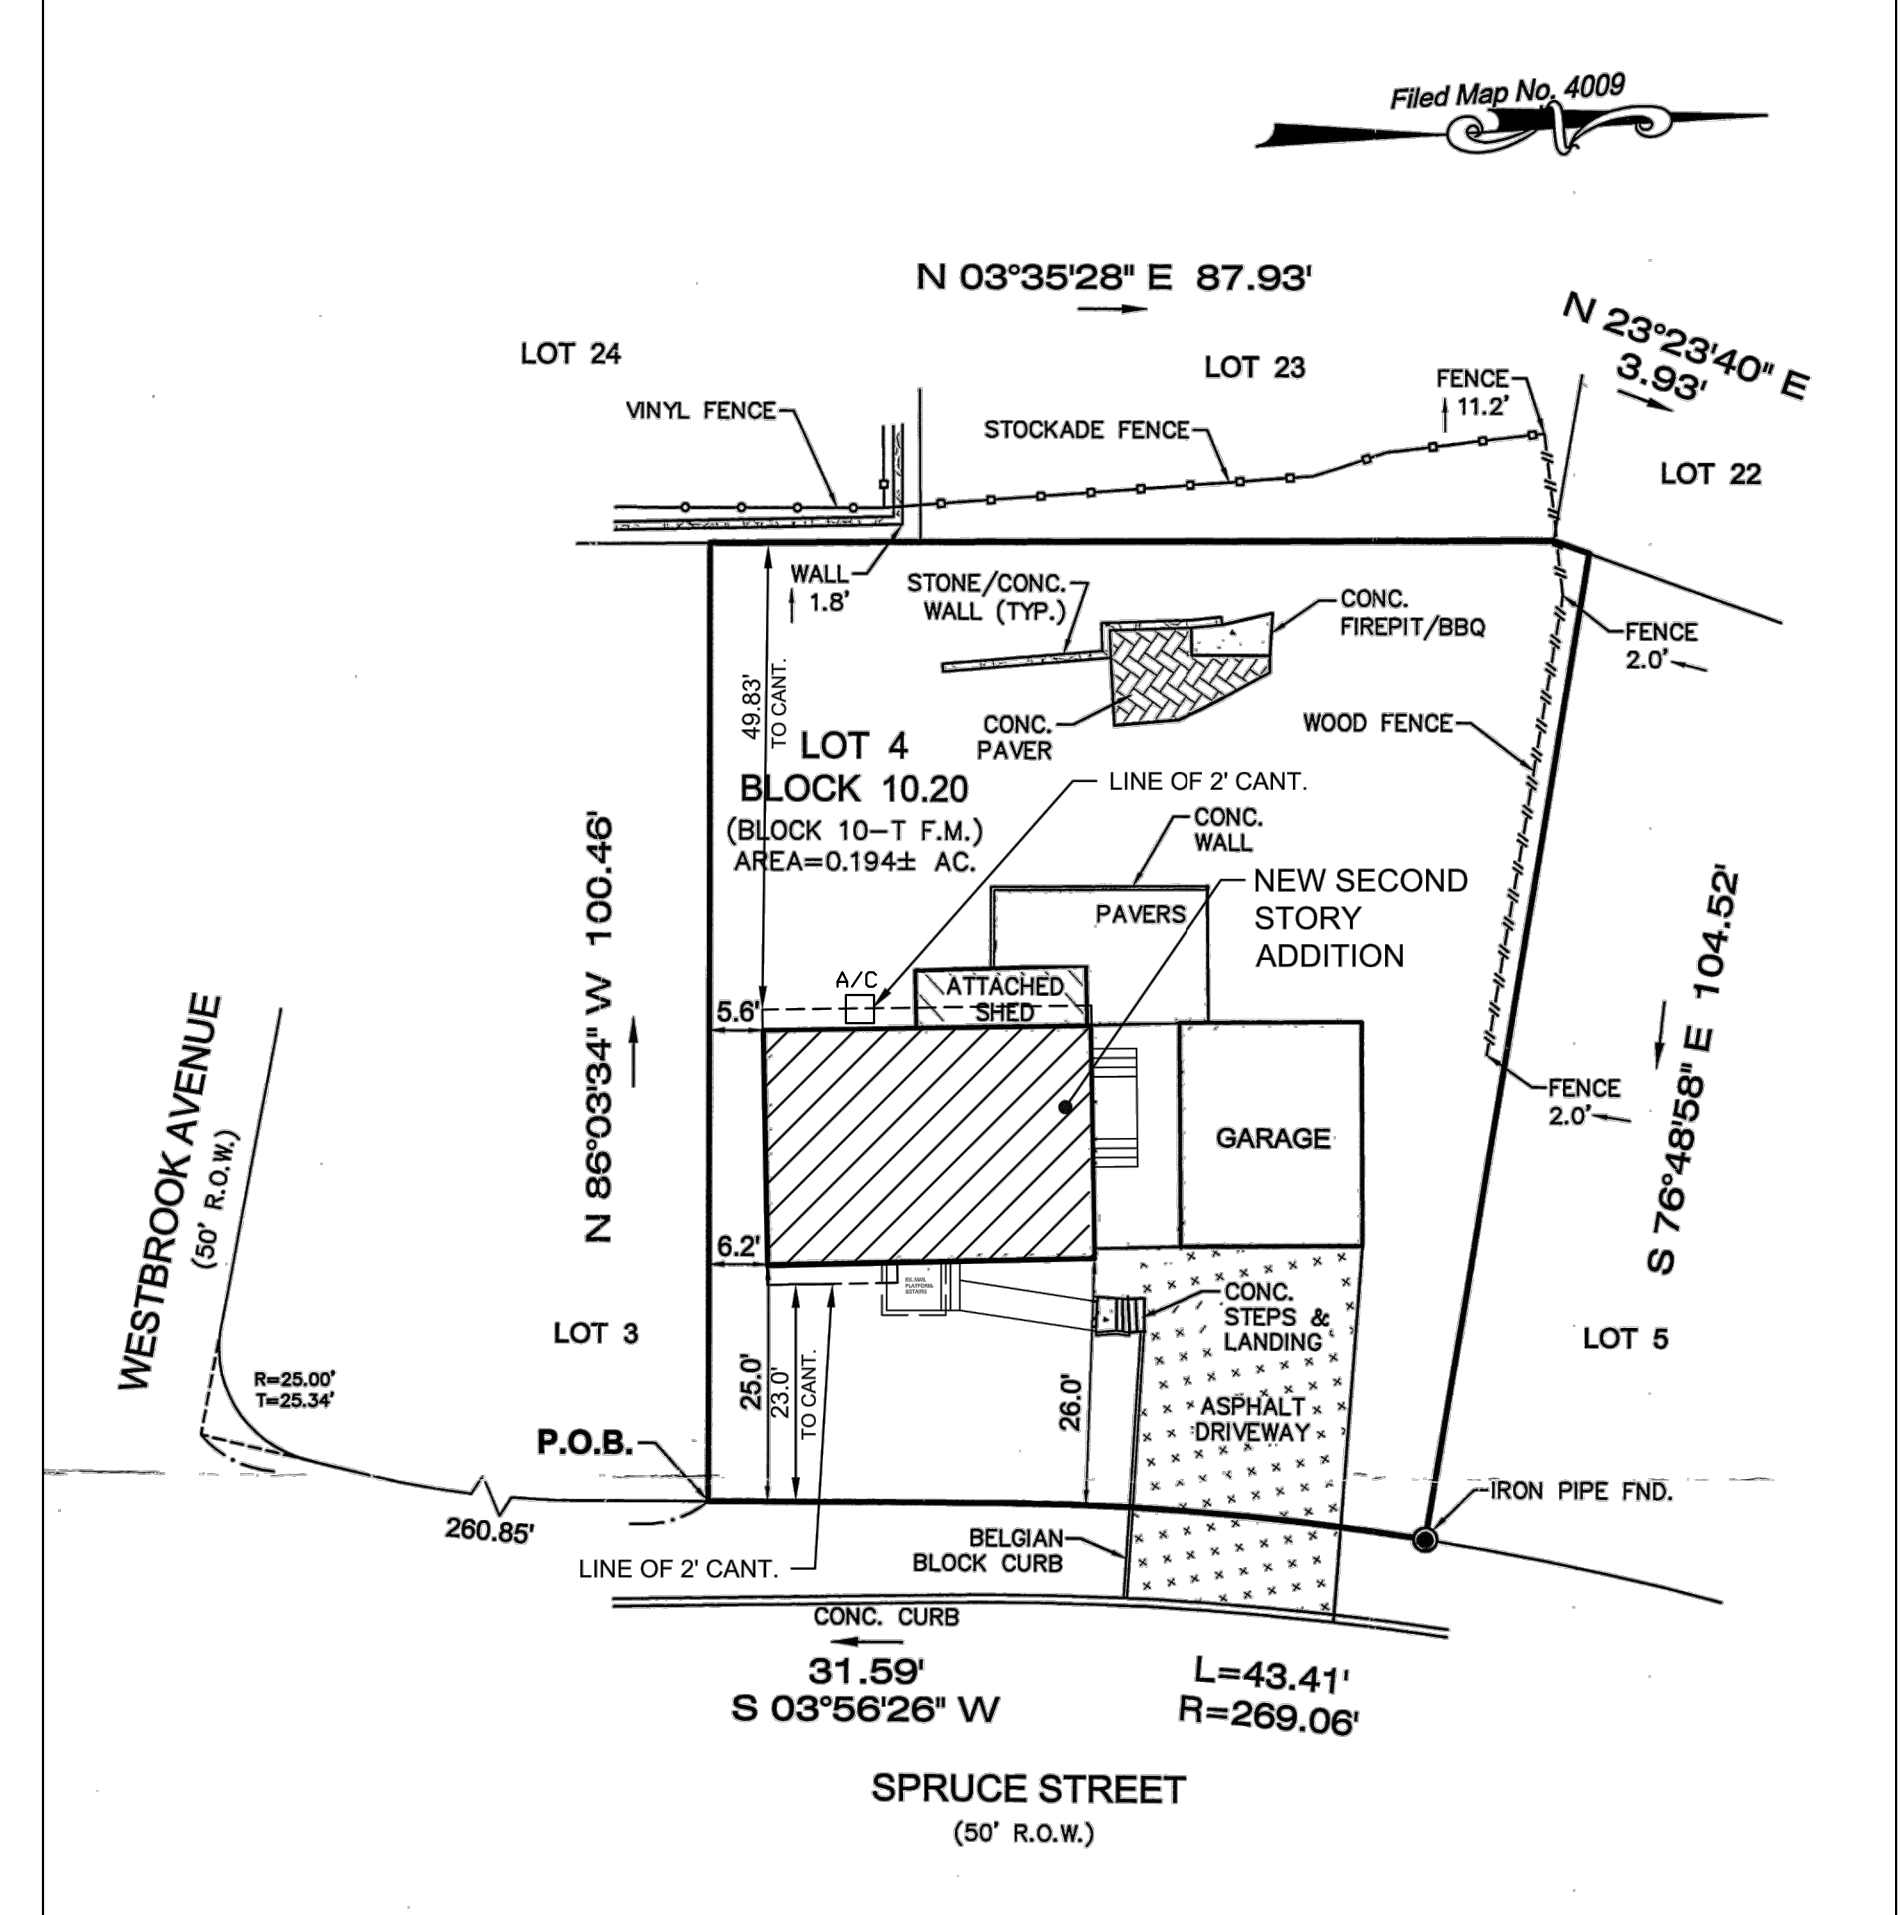 Filed Map No. 4009
N 03°35'28" E 87.93'
N 23°23'40" E
3.93'
LOT 24
LOT 23
FENCE
11.2'
VINYL FENCE
STOCKADE FENCE
LOT 22
WALL
1.8'
STONE/CONC.
WALL (TYP.)
CONC.
FIREPIT/BBQ
FENCE
2.0'
49.83'
TO CANT.
CONC.
PAVER
WOOD FENCE
LOT 4
BLOCK 10.20
(BLOCK 10-T F.M.)
AREA=0.194± AC.
LINE OF 2' CANT.
CONC.
WALL
NEW SECOND
STORY
ADDITION
PAVERS
N 86°03'34" W 100.46'
S 76°48'58" E 104.52'
A/C
ATTACHED
SHED
5.6'
WESTBROOK AVENUE
(50' R.O.W.)
FENCE
2.0'
GARAGE
6.2'
EX. MAS.
PLATFORM
&STAIRS
CONC.
STEPS &
LANDING
LOT 3
LOT 5
R=25.00'
T=25.34'
25.0'
23.0'
TO CANT.
26.0'
ASPHALT
DRIVEWAY
P.O.B.
IRON PIPE FND.
260.85'
BELGIAN
BLOCK CURB
LINE OF 2' CANT.
CONC. CURB
31.59'
S 03°56'26" W
L=43.41'
R=269.06'
SPRUCE STREET
(50' R.O.W.)